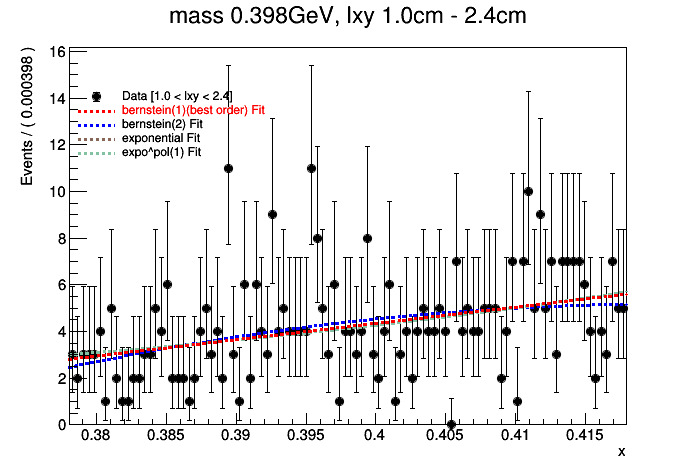 mass 0.398GeV, lxy 1.0cm - 2.4cm
Events / ( 0.000398 )
16
14
12
10
8
6
4
2
0
Data [1.0 < lxy < 2.4]
bernstein(1)(best order) Fit
bernstein(2) Fit
exponential Fit
expo^pol(1) Fit
0.38 0.385 0.39 0.395 0.4 0.405 0.41 0.415
x